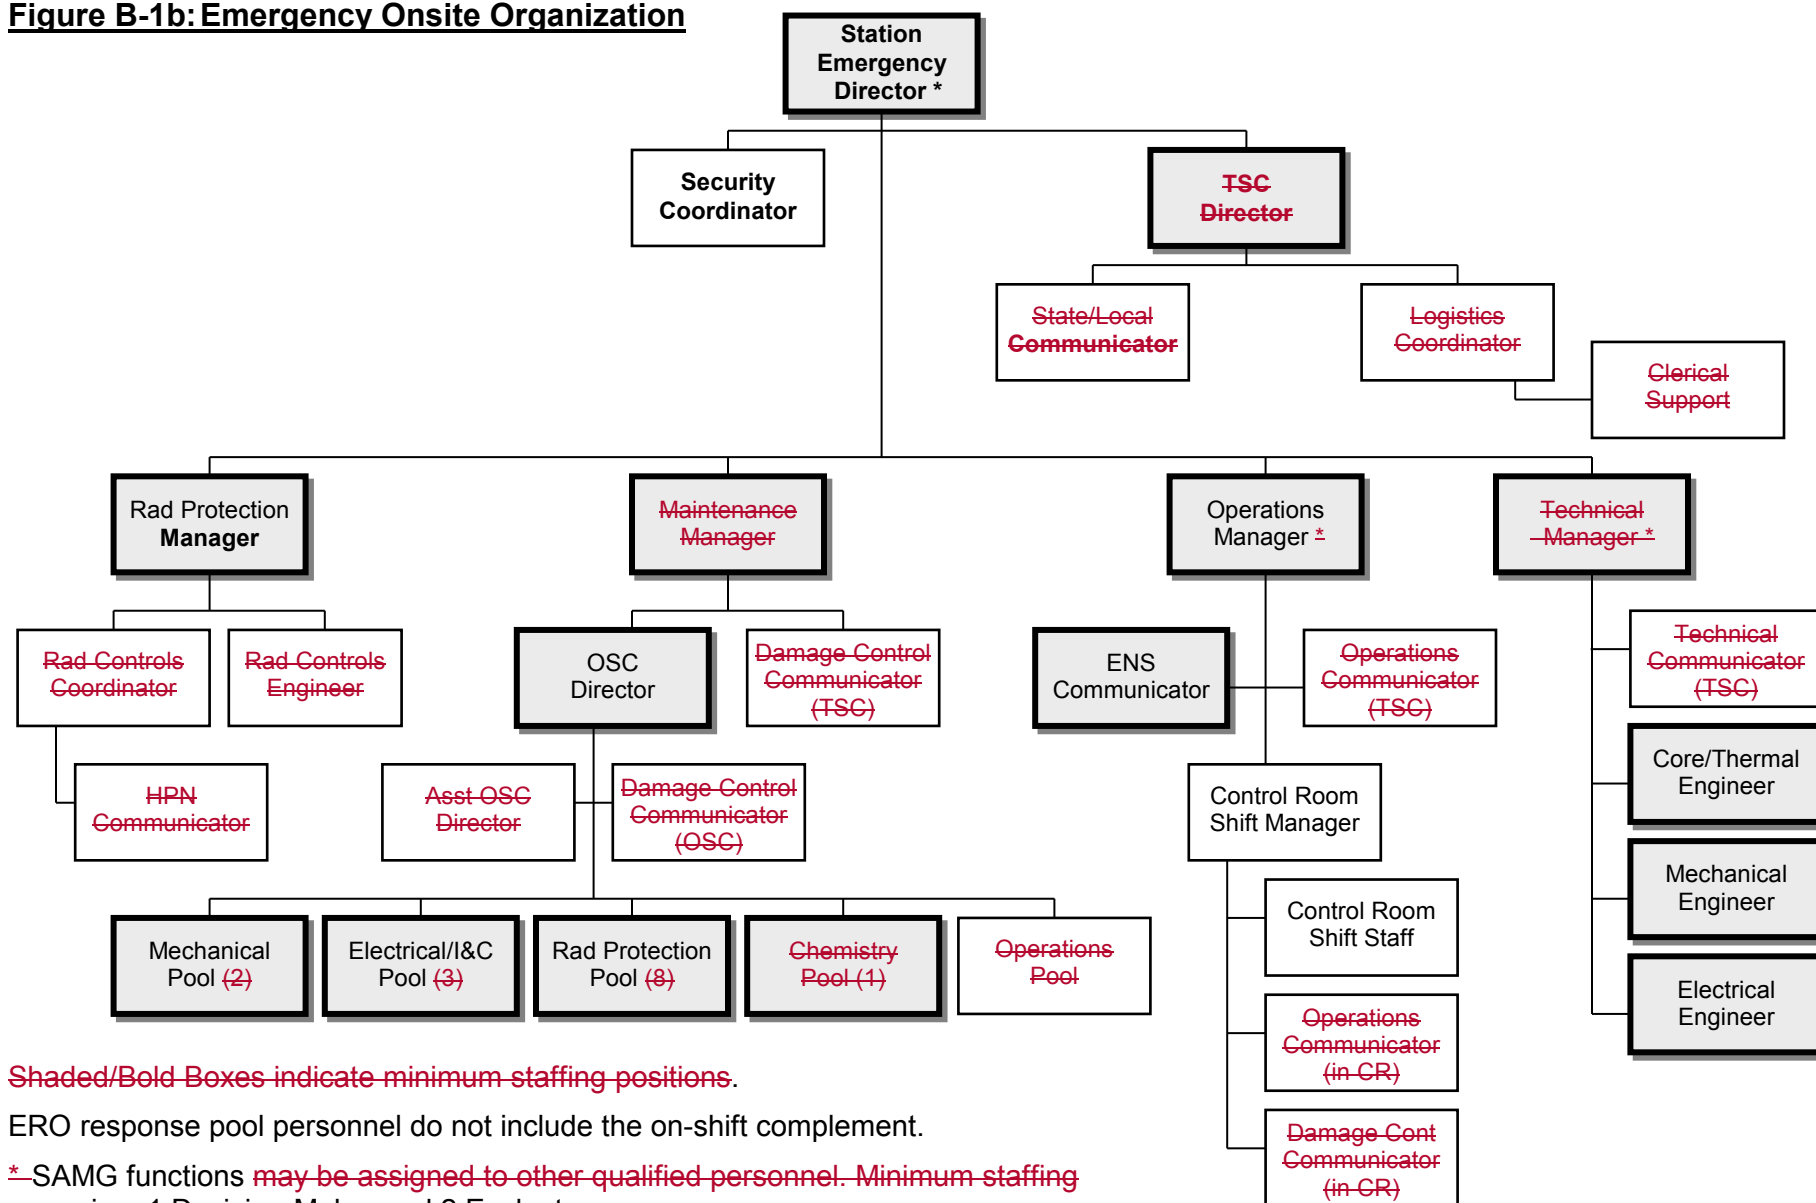 Figure B-1b: Emergency Onsite Organization
Station
Emergency
Director *
Security
Coordinator
TSC
Director
State/Local
Communicator
Logistics
Coordinator
Clerical
Support
Rad Protection
Manager
Maintenance
Manager
Operations
Manager *
Technical
Manager *
Rad Controls
Coordinator
Rad Controls
Engineer
OSC
Director
Damage Control
Communicator
(TSC)
ENS
Communicator
Operations
Communicator
(TSC)
Technical
Communicator
(TSC)
HPN
Communicator
Asst OSC
Director
Damage Control
Communicator
(OSC)
Control Room
Shift Manager
Core/Thermal
Engineer
Mechanical
Engineer
Electrical
Engineer
Mechanical
Pool (2)
Electrical/I&C
Pool (3)
Rad Protection
Pool (8)
Chemistry
Pool (1)
Operations
Pool
Control Room
Shift Staff
Operations
Communicator
(in CR)
Damage Cont
Communicator
(in CR)
Shaded/Bold Boxes indicate minimum staffing positions.
ERO response pool personnel do not include the on-shift complement.
* SAMG functions may be assigned to other qualified personnel. Minimum staffing